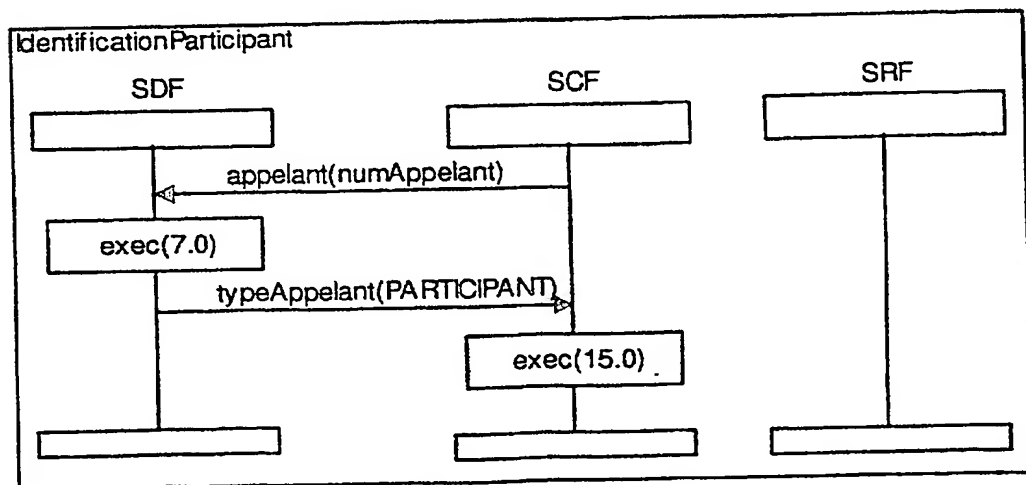 IdentificationParticipant
SDF
SCF
SRF
appelant(numAppelant)
exec(7.0)
typeAppelant(PARTICIPANT)
exec(15.0)